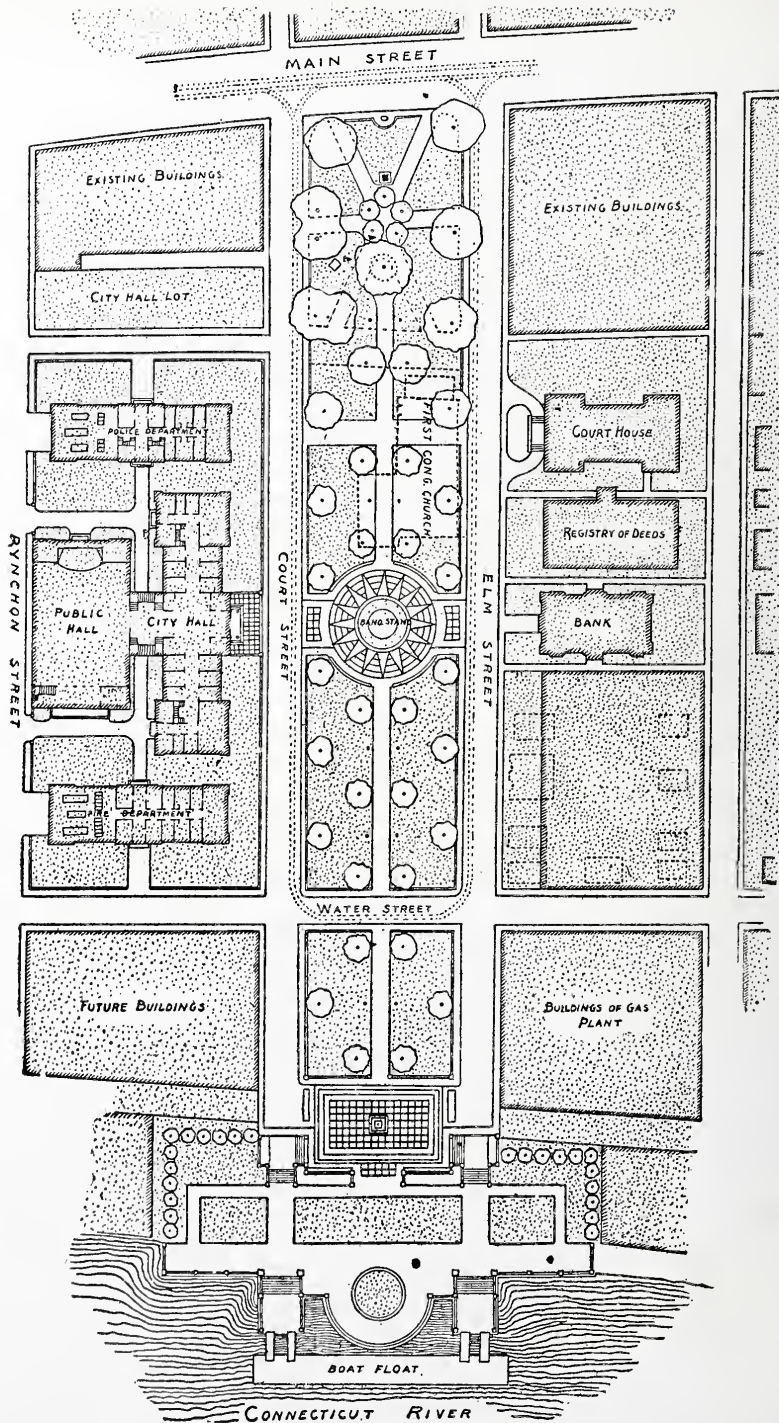 MAIN STREET
EXISTING BUILDINGS
EXISTING BUILDINGS
CITY HALL LOT
POLICE DEPARTMENT
FIRST CONG. CHURCH
COURT HOUSE
REGISTRY OF DEEDS
RYNCHON STREET
PUBLIC
HALL
CITY HALL
COURT STREET
BAND STAND
ELM STREET
BANK
FIRE DEPARTMENT
WATER STREET
FUTURE BUILDINGS
BUILDINGS OF GAS
PLANT
BOAT FLOAT
CONNECTICUT RIVER